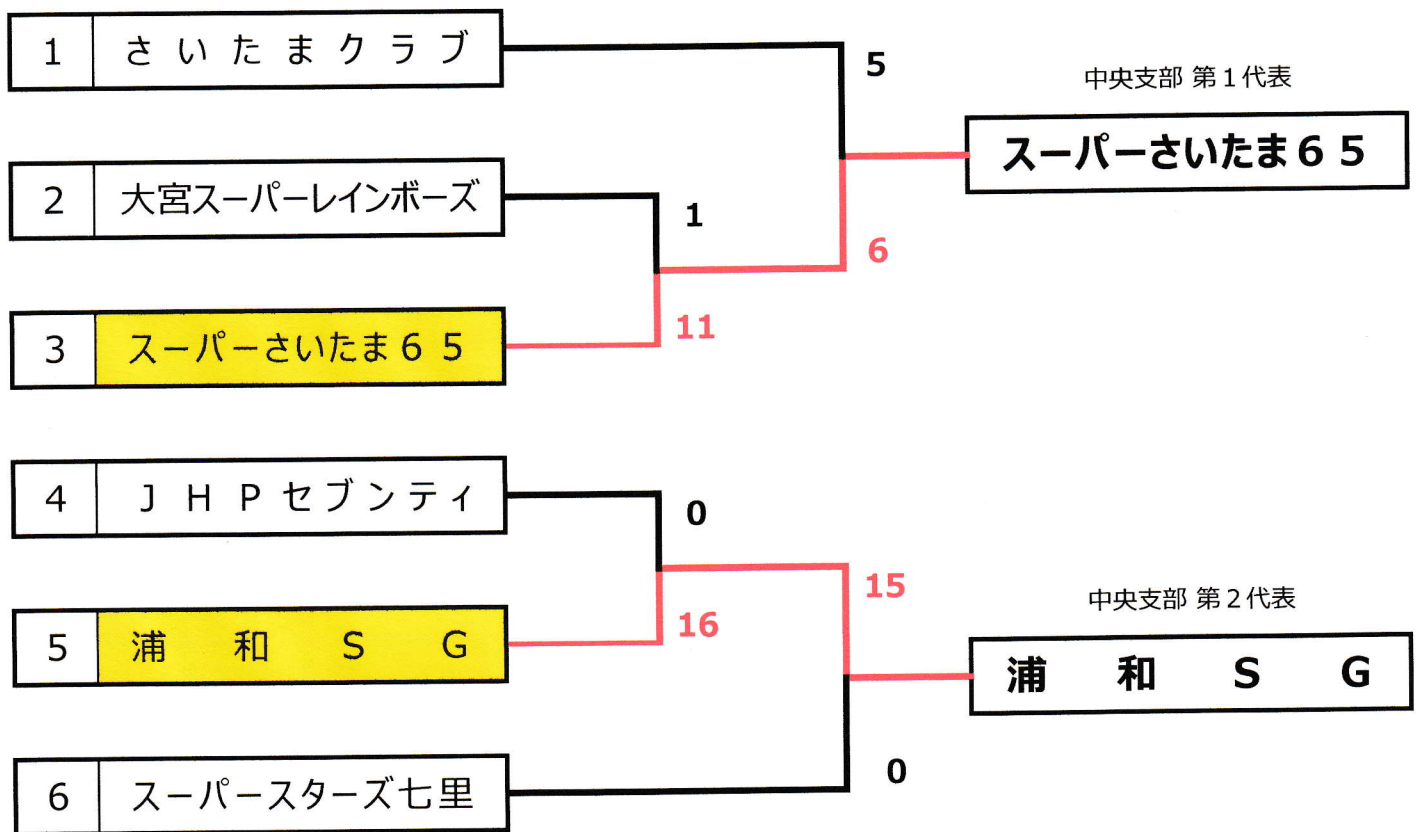 1 さいたまクラブ
5
中央支部 第1代表
スーパーさいたま65
2 大宮スーパーレインボーズ
1
6
3 スーパーさいたま65
11
4 JHPセブンティ
0
15
中央支部 第2代表
5 浦和SG
16
浦和SG
6 スーパースターズ七里
0